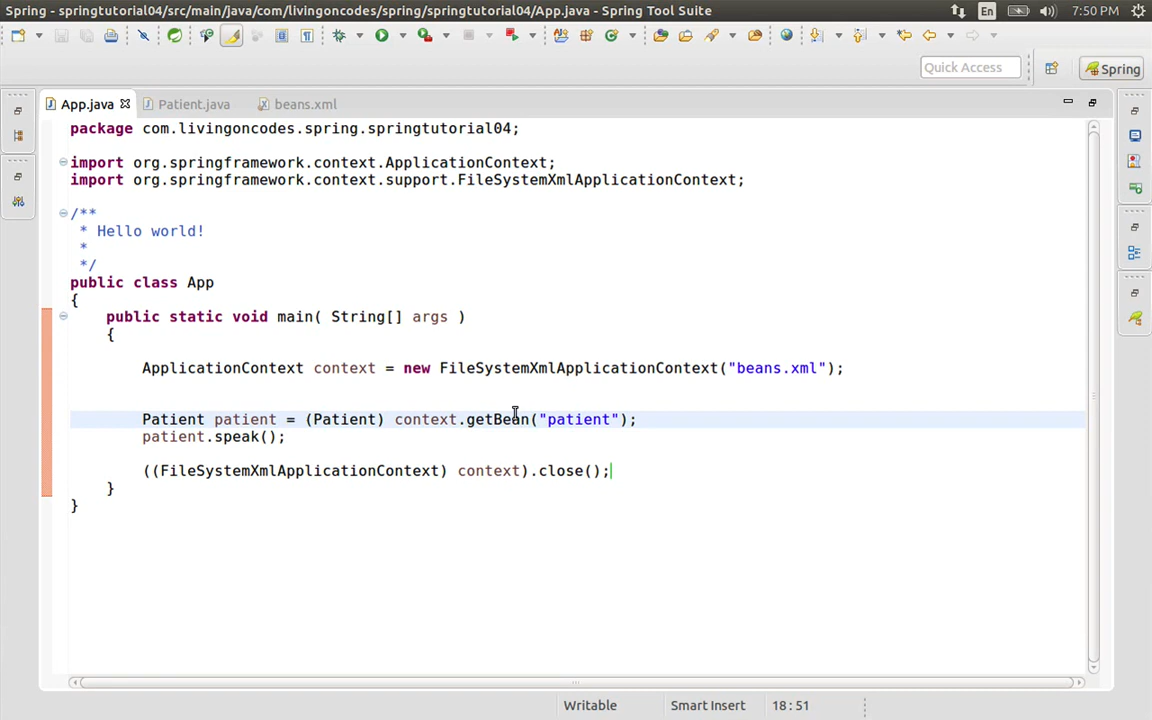 Spring - springtutorial04/src/main/java/com/livingoncodes/spring/springtutorial04/App.java - Spring Tool Suite
En
7:50 PM
Quick Access
Spring
App.java
Patient.java
beans.xml
package com.livingoncodes.spring.springtutorial04;
import org.springframework.context.ApplicationContext;
import org.springframework.context.support.FileSystemXmlApplicationContext;
/**
* Hello world!
*
*/
public class App
{
public static void main( String[] args )
{
ApplicationContext context = new FileSystemXmlApplicationContext("beans.xml");
Patient patient = (Patient) context.getBean("patient");
patient.speak();
((FileSystemXmlApplicationContext) context).close();
}
}
Writable
Smart Insert
18 : 51